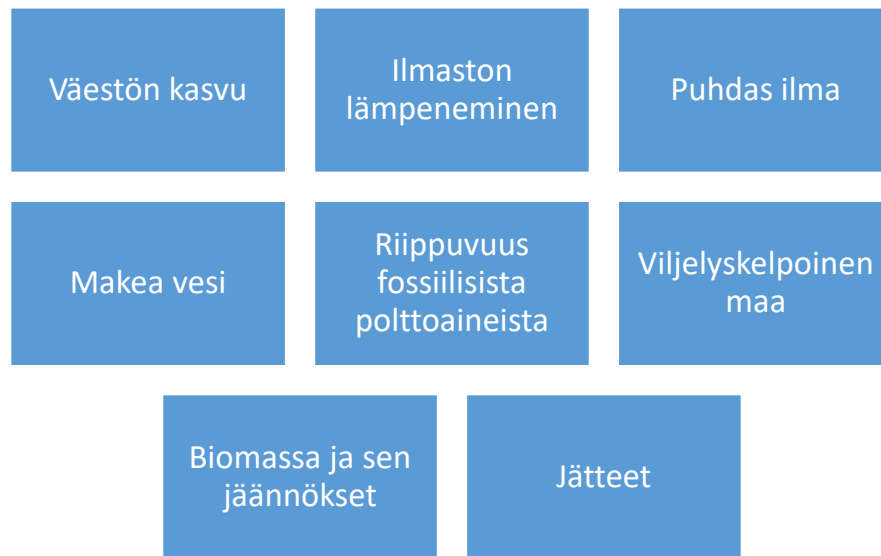 Väestön kasvu
Ilmaston
lämpeneminen
Puhdas ilma
Makea vesi
Riippuvuus
fossiilisista
polttoaineista
Viljelyskelpoinen
maa
Biomassa ja sen
jäännökset
Jätteet